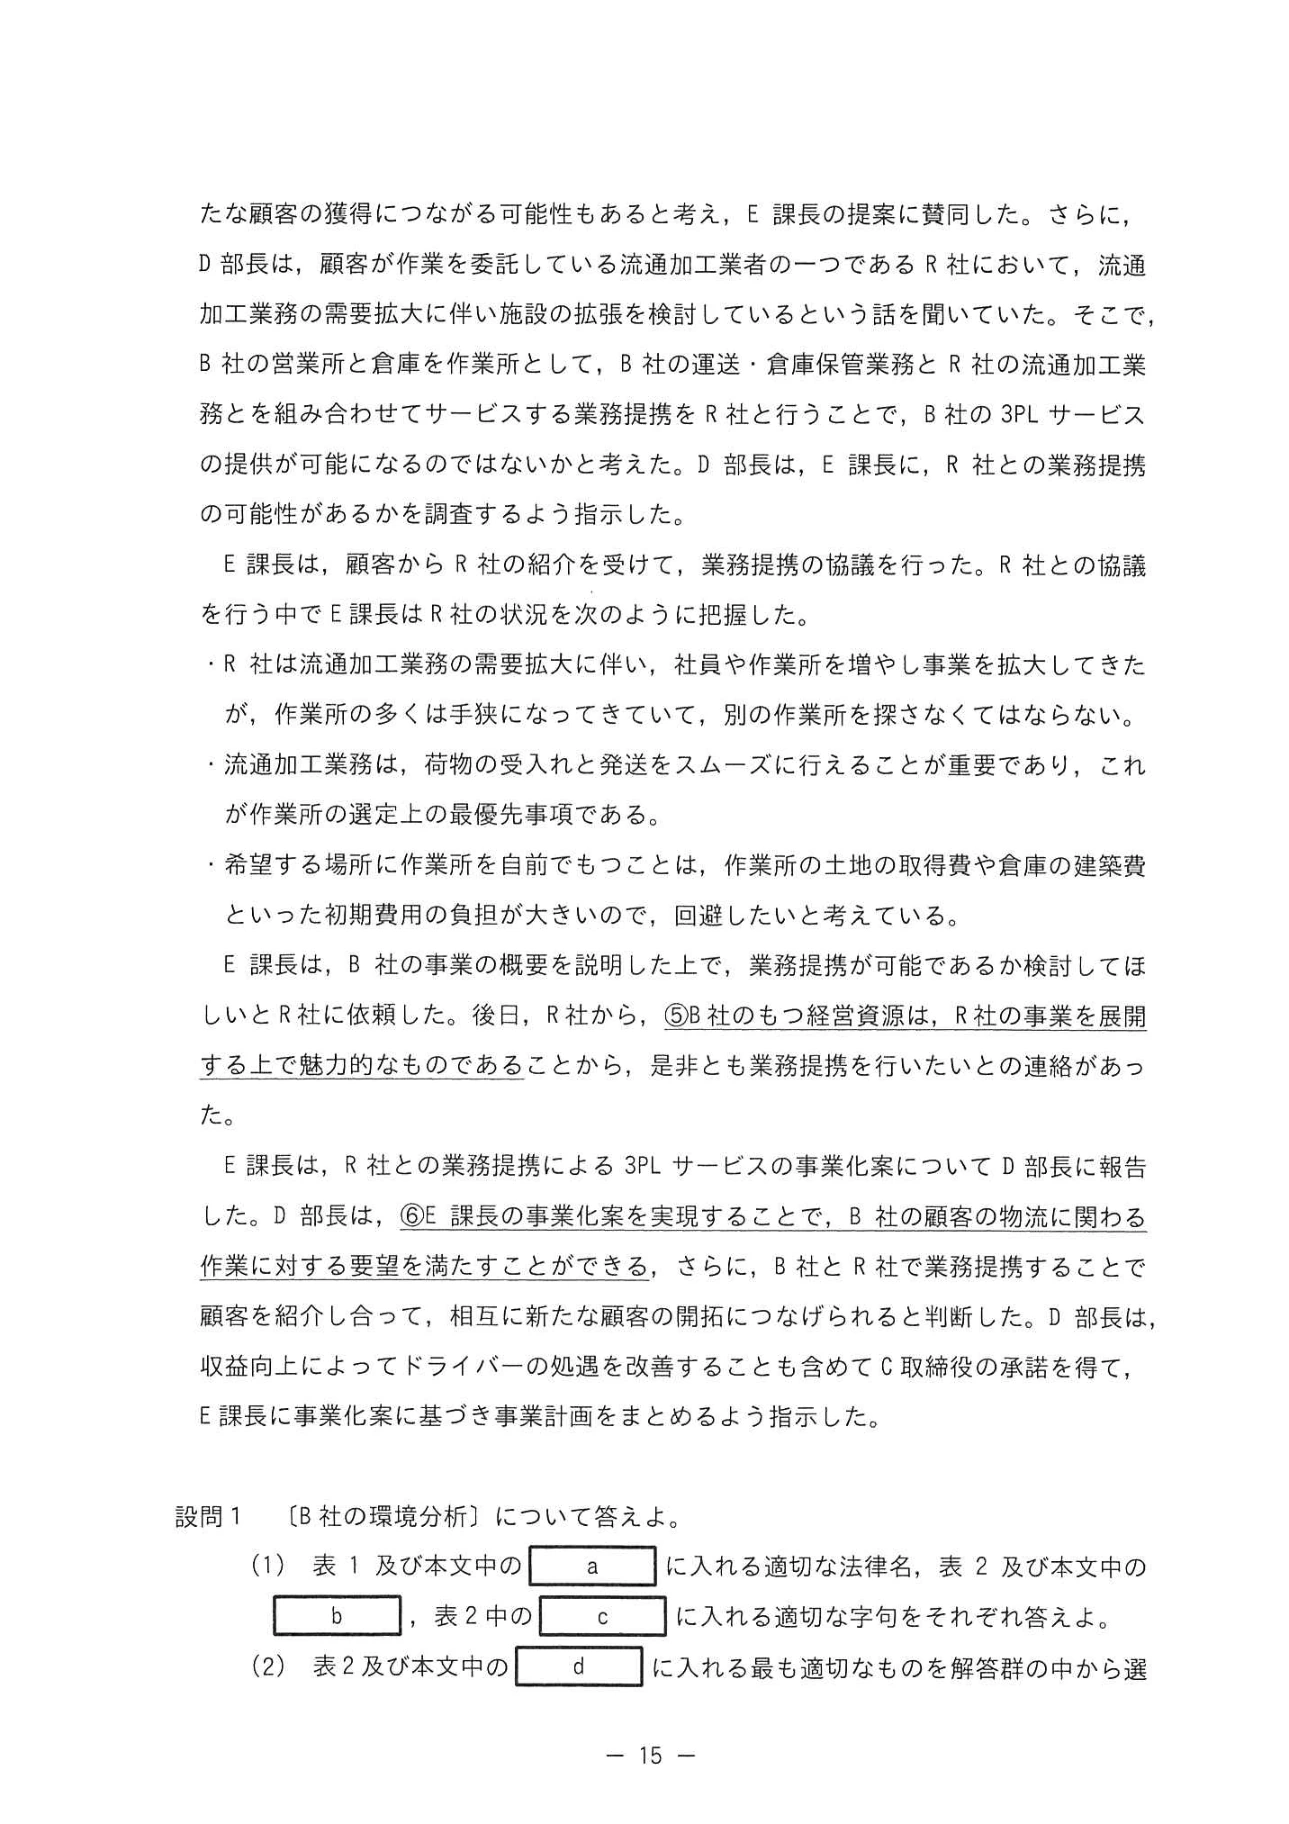 たな顧客の獲得につながる可能性もあると考え，E 課長の提案に賛同した。さらに，
D 部長は，顧客が作業を委託している流通加工業者の一つである R 社において，流通
加工業務の需要拡大に伴い施設の拡張を検討しているという話を聞いていた。そこで，
B 社の営業所と倉庫を作業所として，B 社の運送・倉庫保管業務と R 社の流通加工業
務とを組み合わせてサービスする業務提携を R 社と行うことで，B 社の 3PL サービス
の提供が可能になるのではないかと考えた。D 部長は，E 課長に，R 社との業務提携
の可能性があるかを調査するよう指示した。
E 課長は，顧客から R 社の紹介を受けて，業務提携の協議を行った。R 社との協議
を行う中で E 課長は R 社の状況を次のように把握した。
・R 社は流通加工業務の需要拡大に伴い，社員や作業所を増やし事業を拡大してきた
が，作業所の多くは手狭になってきていて，別の作業所を探さなくてはならない。
・流通加工業務は，荷物の受入れと発送をスムーズに行えることが重要であり，これ
が作業所の選定上の最優先事項である。
・希望する場所に作業所を自前でもつことは，作業所の土地の取得費や倉庫の建築費
といった初期費用の負担が大きいので，回避したいと考えている。
E 課長は，B 社の事業の概要を説明した上で，業務提携が可能であるか検討してほ
しいと R 社に依頼した。後日，R 社から，⑤B 社のもつ経営資源は，R 社の事業を展開
する上で魅力的なものであることから，是非とも業務提携を行いたいとの連絡があっ
た。
E 課長は，R 社との業務提携による 3PL サービスの事業化案について D 部長に報告
した。D 部長は，⑥E 課長の事業化案を実現することで，B 社の顧客の物流に関わる
作業に対する要望を満たすことができる，さらに，B 社と R 社で業務提携することで
顧客を紹介し合って，相互に新たな顧客の開拓につなげられると判断した。D 部長は，
収益向上によってドライバーの処遇を改善することも含めて C 取締役の承諾を得て，
E 課長に事業化案に基づき事業計画をまとめるよう指示した。
設問 1 〔B 社の環境分析〕について答えよ。
(1) 表 1 及び本文中の a に入れる適切な法律名，表 2 及び本文中の
b ，表 2 中の c に入れる適切な字句をそれぞれ答えよ。
(2) 表 2 及び本文中の d に入れる最も適切なものを解答群の中から選
－ 15 －